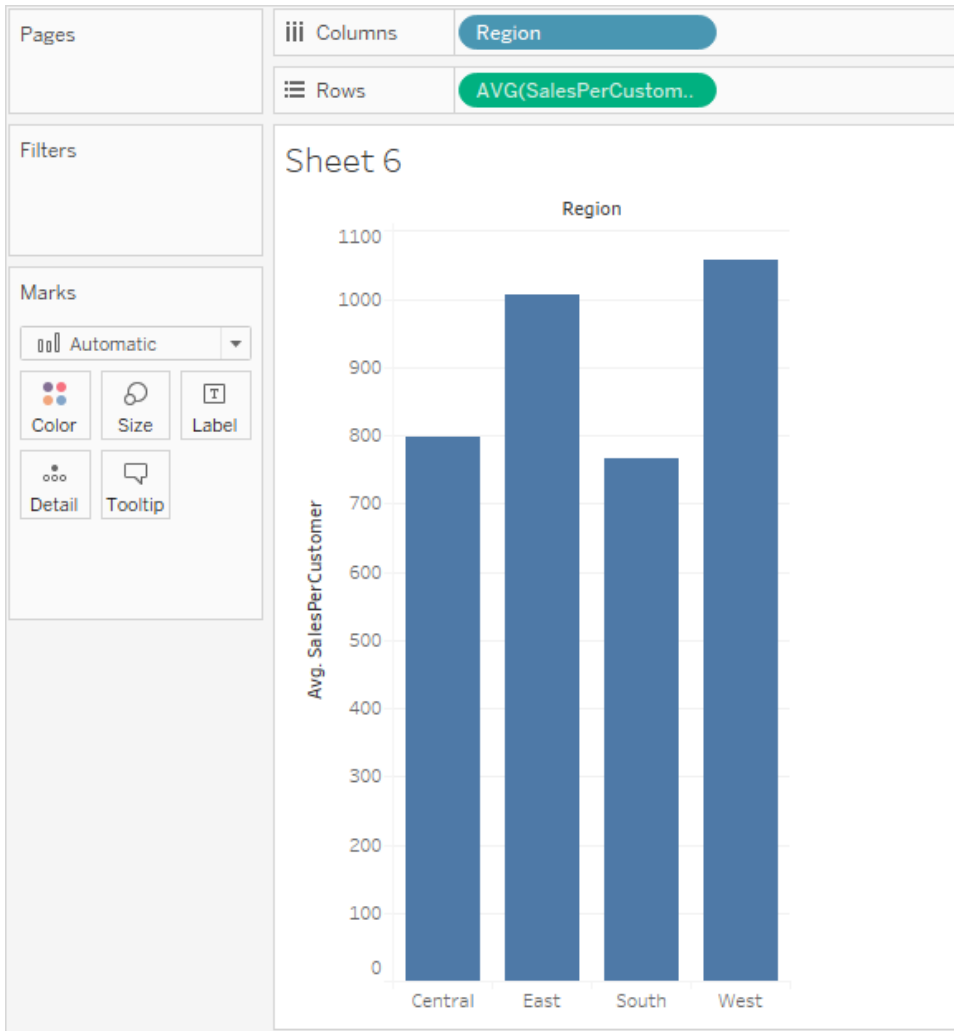 Pages
Columns
Region
Rows
AVG(SalesPerCustom..
Filters
Marks
Automatic
Color
Size
T
Label
Detail
Tooltip
Sheet 6
Region
1100
1000
900
800
700
600
500
400
300
200
100
0
Avg. SalesPerCustomer
Central
East
South
West